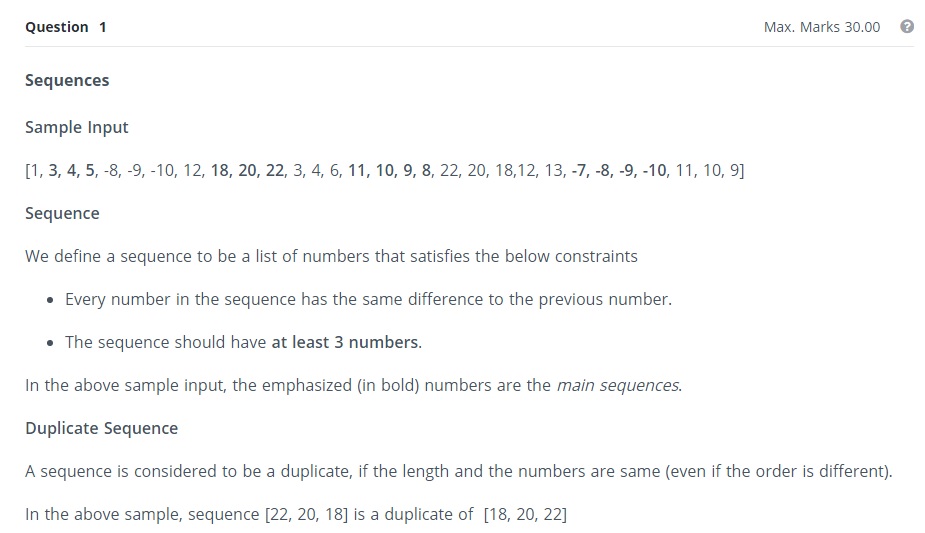 Question 1 Max. Marks 30.00 ?
Sequences
Sample Input
[1, 3, 4, 5, -8, -9, -10, 12, 18, 20, 22, 3, 4, 6, 11, 10, 9, 8, 22, 20, 18,12, 13, -7, -8, -9, -10, 11, 10, 9]
Sequence
We define a sequence to be a list of numbers that satisfies the below constraints
• Every number in the sequence has the same difference to the previous number.
• The sequence should have at least 3 numbers.
In the above sample input, the emphasized (in bold) numbers are the main sequences.
Duplicate Sequence
A sequence is considered to be a duplicate, if the length and the numbers are same (even if the order is different).
In the above sample, sequence [22, 20, 18] is a duplicate of [18, 20, 22]